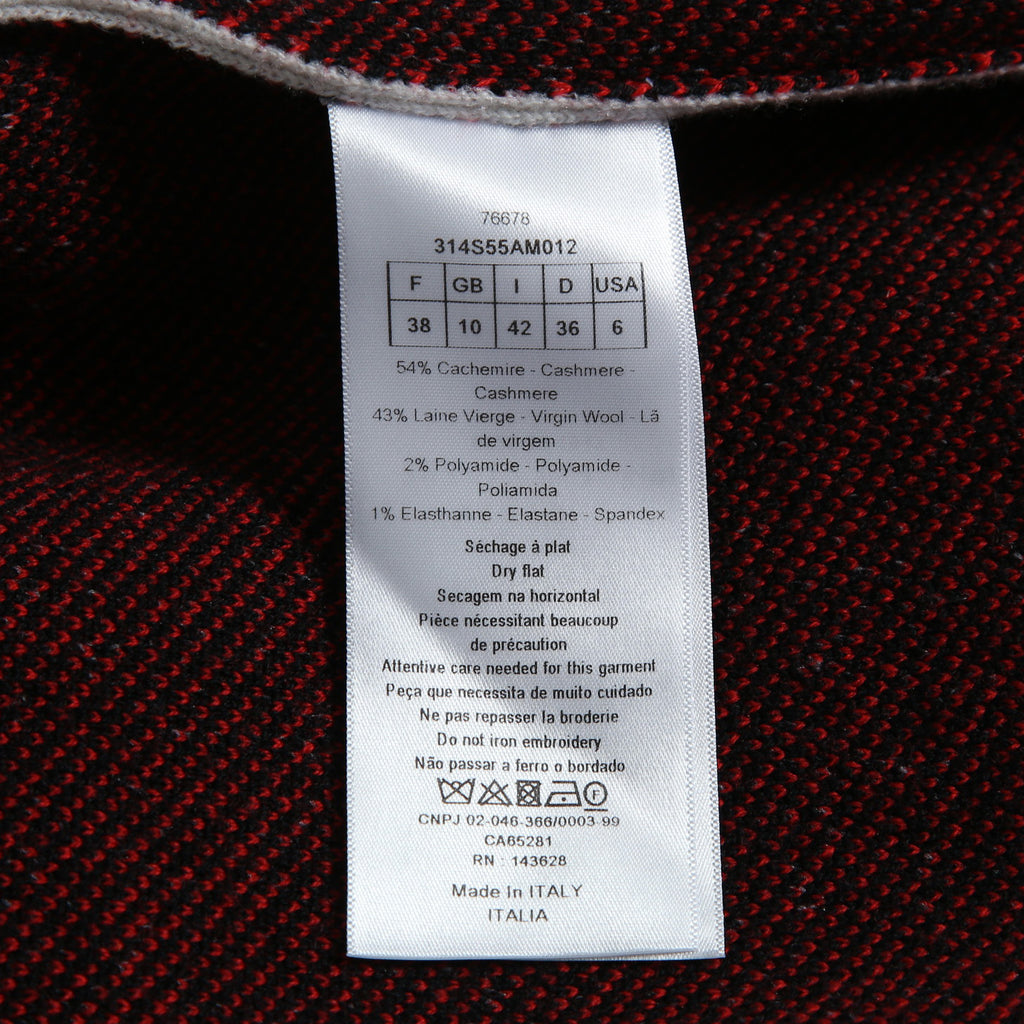 76678
314S55AM012
F GB I D USA
38 10 42 36 6
54% Cachemire - Cashmere -
Cashmere
43% Laine Vierge - Virgin Wool - Lã
de virgem
2% Polyamide - Polyamide -
Poliamida
1% Elasthanne - Elastane - Spandex
Séchage à plat
Dry flat
Secagem na horizontal
Pièce nécessitant beaucoup
de précaution
Attentive care needed for this garment
Peça que necessita de muito cuidado
Ne pas repasser la broderie
Do not iron embroidery
Não passar a ferro o bordado
F
CNPJ 02-046-366/0003-99
CA65281
RN : 143628
Made In ITALY
ITALIA